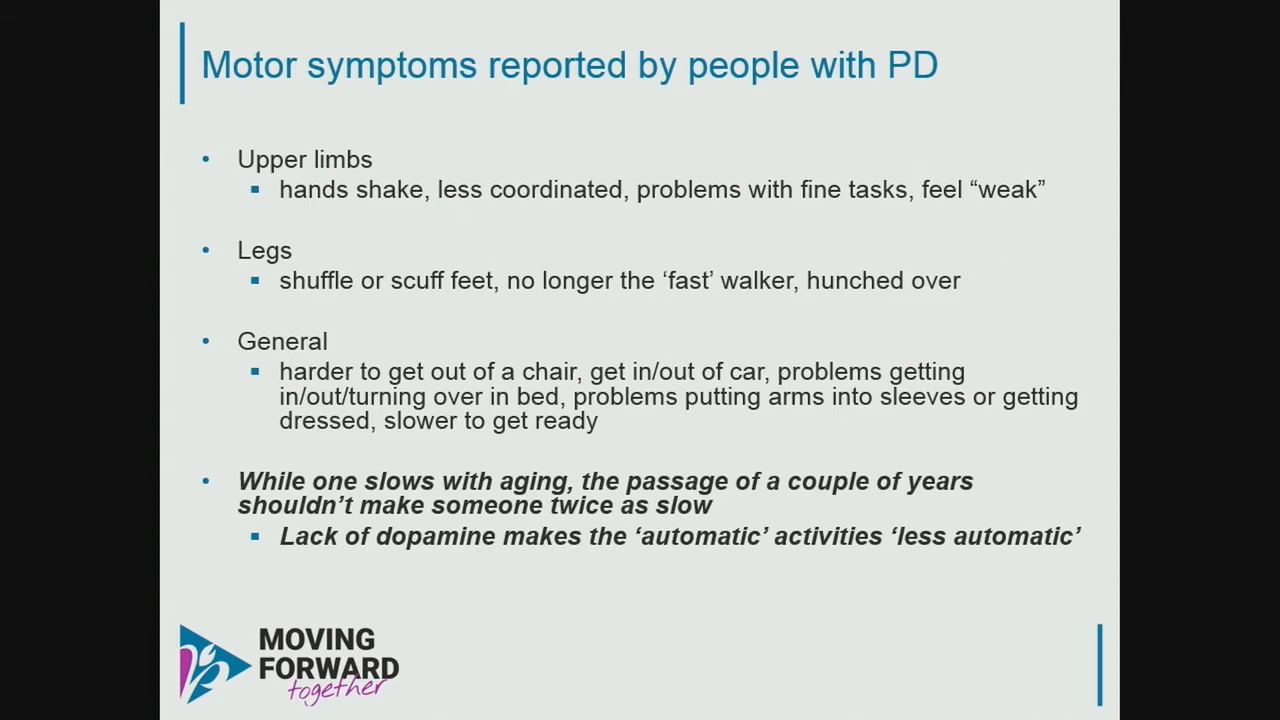 Motor symptoms reported by people with PD
• Upper limbs
▪ hands shake, less coordinated, problems with fine tasks, feel “weak”
• Legs
▪ shuffle or scuff feet, no longer the ‘fast’ walker, hunched over
• General
▪ harder to get out of a chair, get in/out of car, problems getting
in/out/turning over in bed, problems putting arms into sleeves or getting
dressed, slower to get ready
• While one slows with aging, the passage of a couple of years
shouldn’t make someone twice as slow
▪ Lack of dopamine makes the ‘automatic’ activities ‘less automatic’
MOVING
FORWARD
together